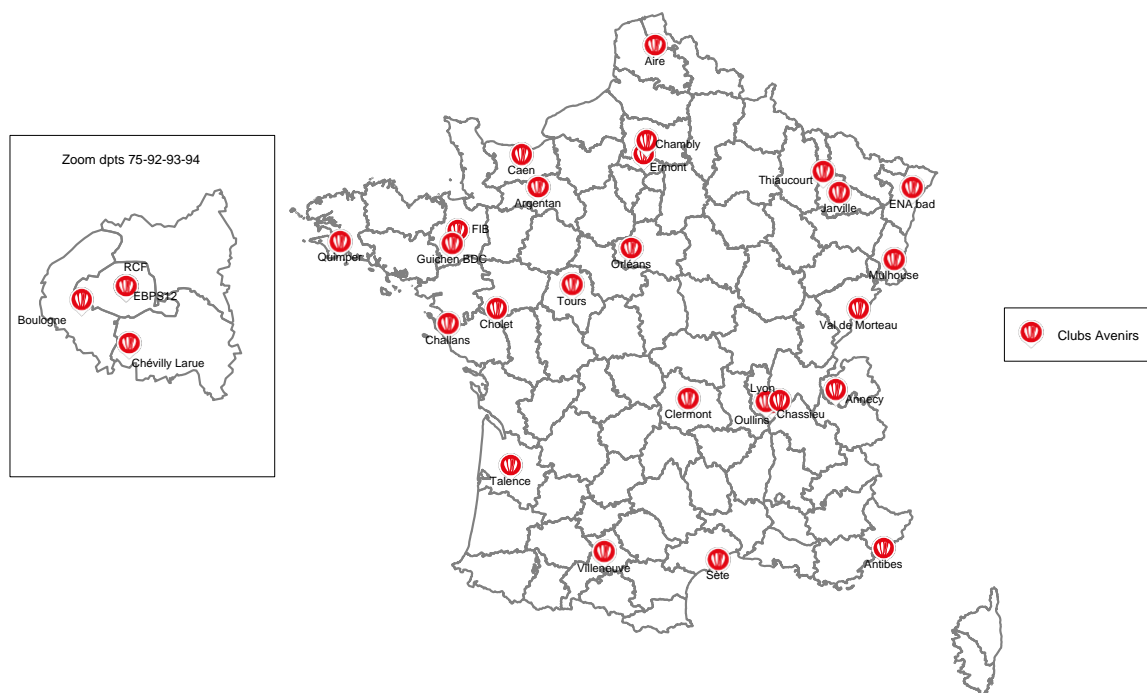 Aire
Chambly
Ermont
Caen
Argentan
Thiaucourt
Jarville
ENA bad
Zoom dpts 75-92-93-94
RCF
EBPS12
Boulogne
Chévilly Larue
Quimper
FIB
Guichen BDC
Orléans
Mulhouse
Tours
Cholet
Challans
Val de Morteau
Clubs Avenirs
Lyon
Clermont
Oullins
Chassieu
Annecy
Talence
Villeneuve
Sète
Antibes